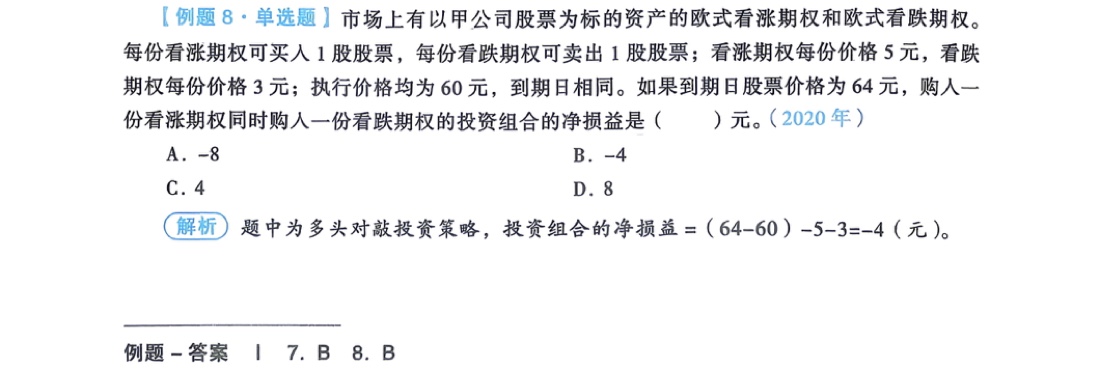 【例题 8·单选题】市场上有以甲公司股票为标的资产的欧式看涨期权和欧式看跌期权。
每份看涨期权可买入 1 股股票，每份看跌期权可卖出 1 股股票；看涨期权每份价格 5 元，看跌
期权每份价格 3 元；执行价格均为 60 元，到期日相同。如果到期日股票价格为 64 元，购入一
份看涨期权同时购入一份看跌期权的投资组合的净损益是（　　）元。（2020 年）
A. -8　　B. -4
C. 4　　D. 8
解析 题中为多头对敲投资策略，投资组合的净损益 =（64-60）-5-3=-4（元）。
例题 - 答案 | 7. B 8. B